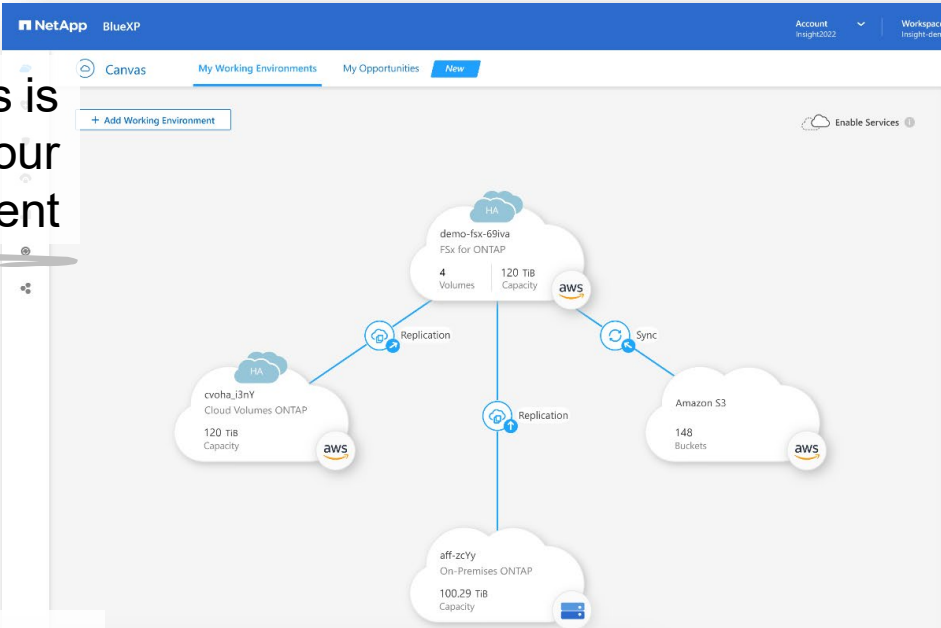 NetApp BlueXP
Account
Insight2022
Workspac
Insight-den
s is
our
ent
Canvas
My Working Environments
My Opportunities
New
+ Add Working Environment
Enable Services
HA
demo-fsx-69iva
FSx for ONTAP
4
Volumes
120 TiB
Capacity
aws
Replication
Sync
HA
cvoha_i3nY
Cloud Volumes ONTAP
120 TiB
Capacity
aws
Replication
Amazon S3
148
Buckets
aws
aff-zcYy
On-Premises ONTAP
100.29 TiB
Capacity